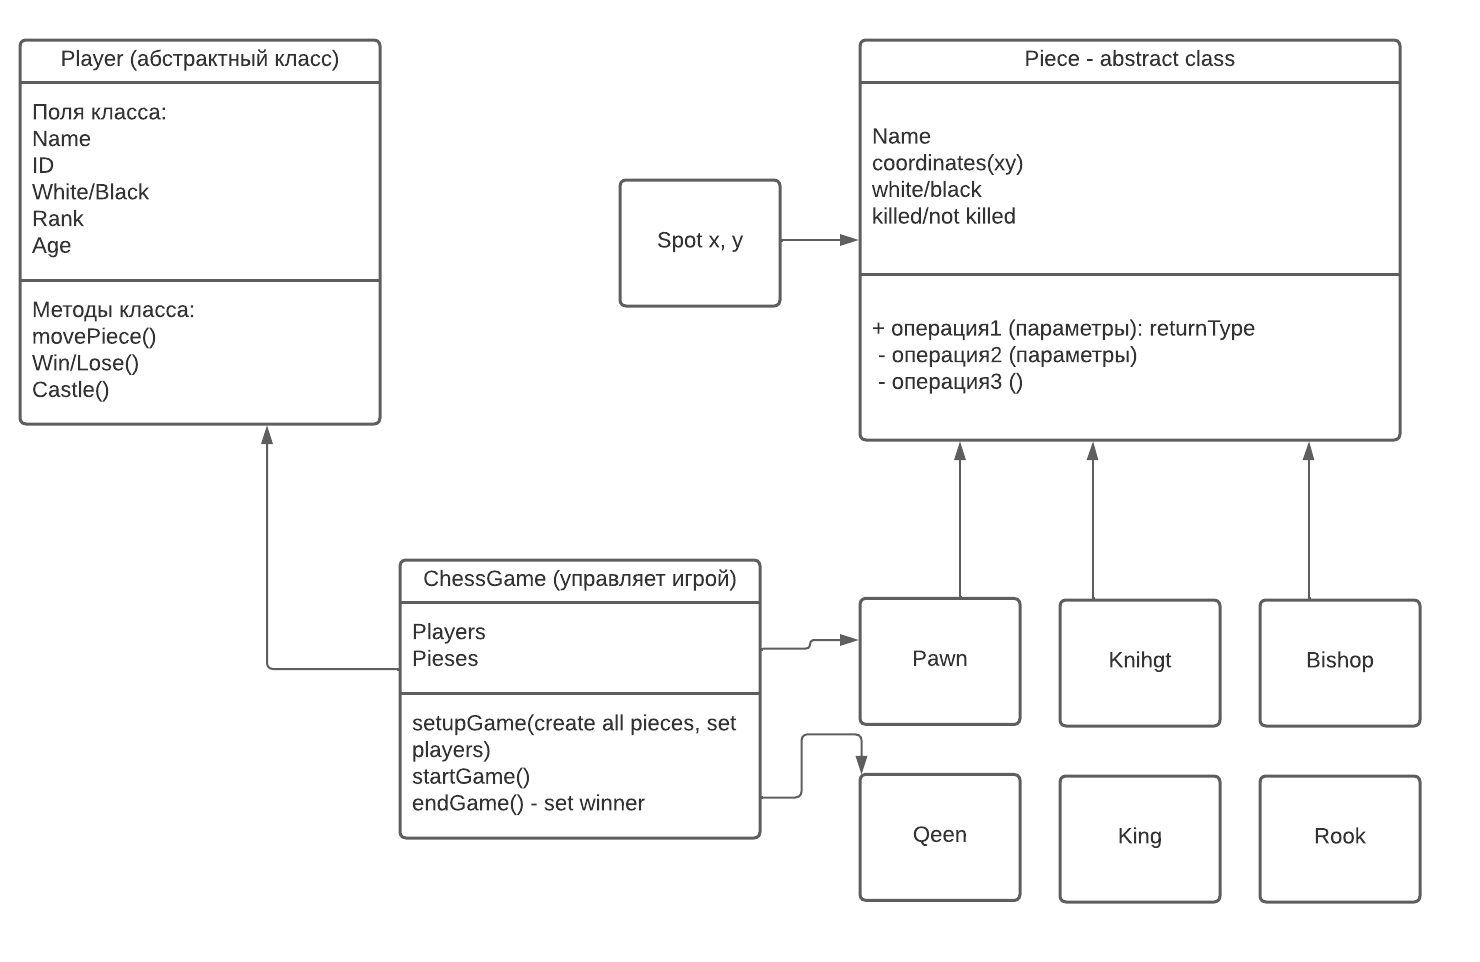 Player (абстрактный класс)
Поля класса:
Name
ID
White/Black
Rank
Age
Методы класса:
movePiece()
Win/Lose()
Castle()
Spot x, y
Piece - abstract class
Name
coordinates(xy)
white/black
killed/not killed
+ операция1 (параметры): returnType
- операция2 (параметры)
- операция3 ()
ChessGame (управляет игрой)
Players
Pieses
setupGame(create all pieces, set
players)
startGame()
endGame() - set winner
Pawn
Knihgt
Bishop
Qeen
King
Rook